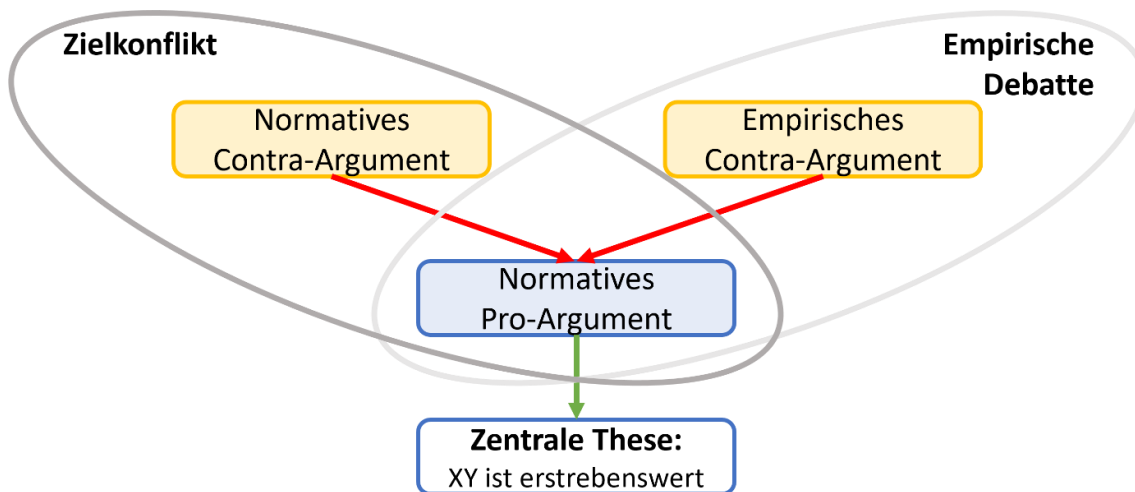 Zielkonflikt
Empirische
Debatte
Normatives
Contra-Argument
Empirisches
Contra-Argument
Normatives
Pro-Argument
Zentrale These:
XY ist erstrebenswert